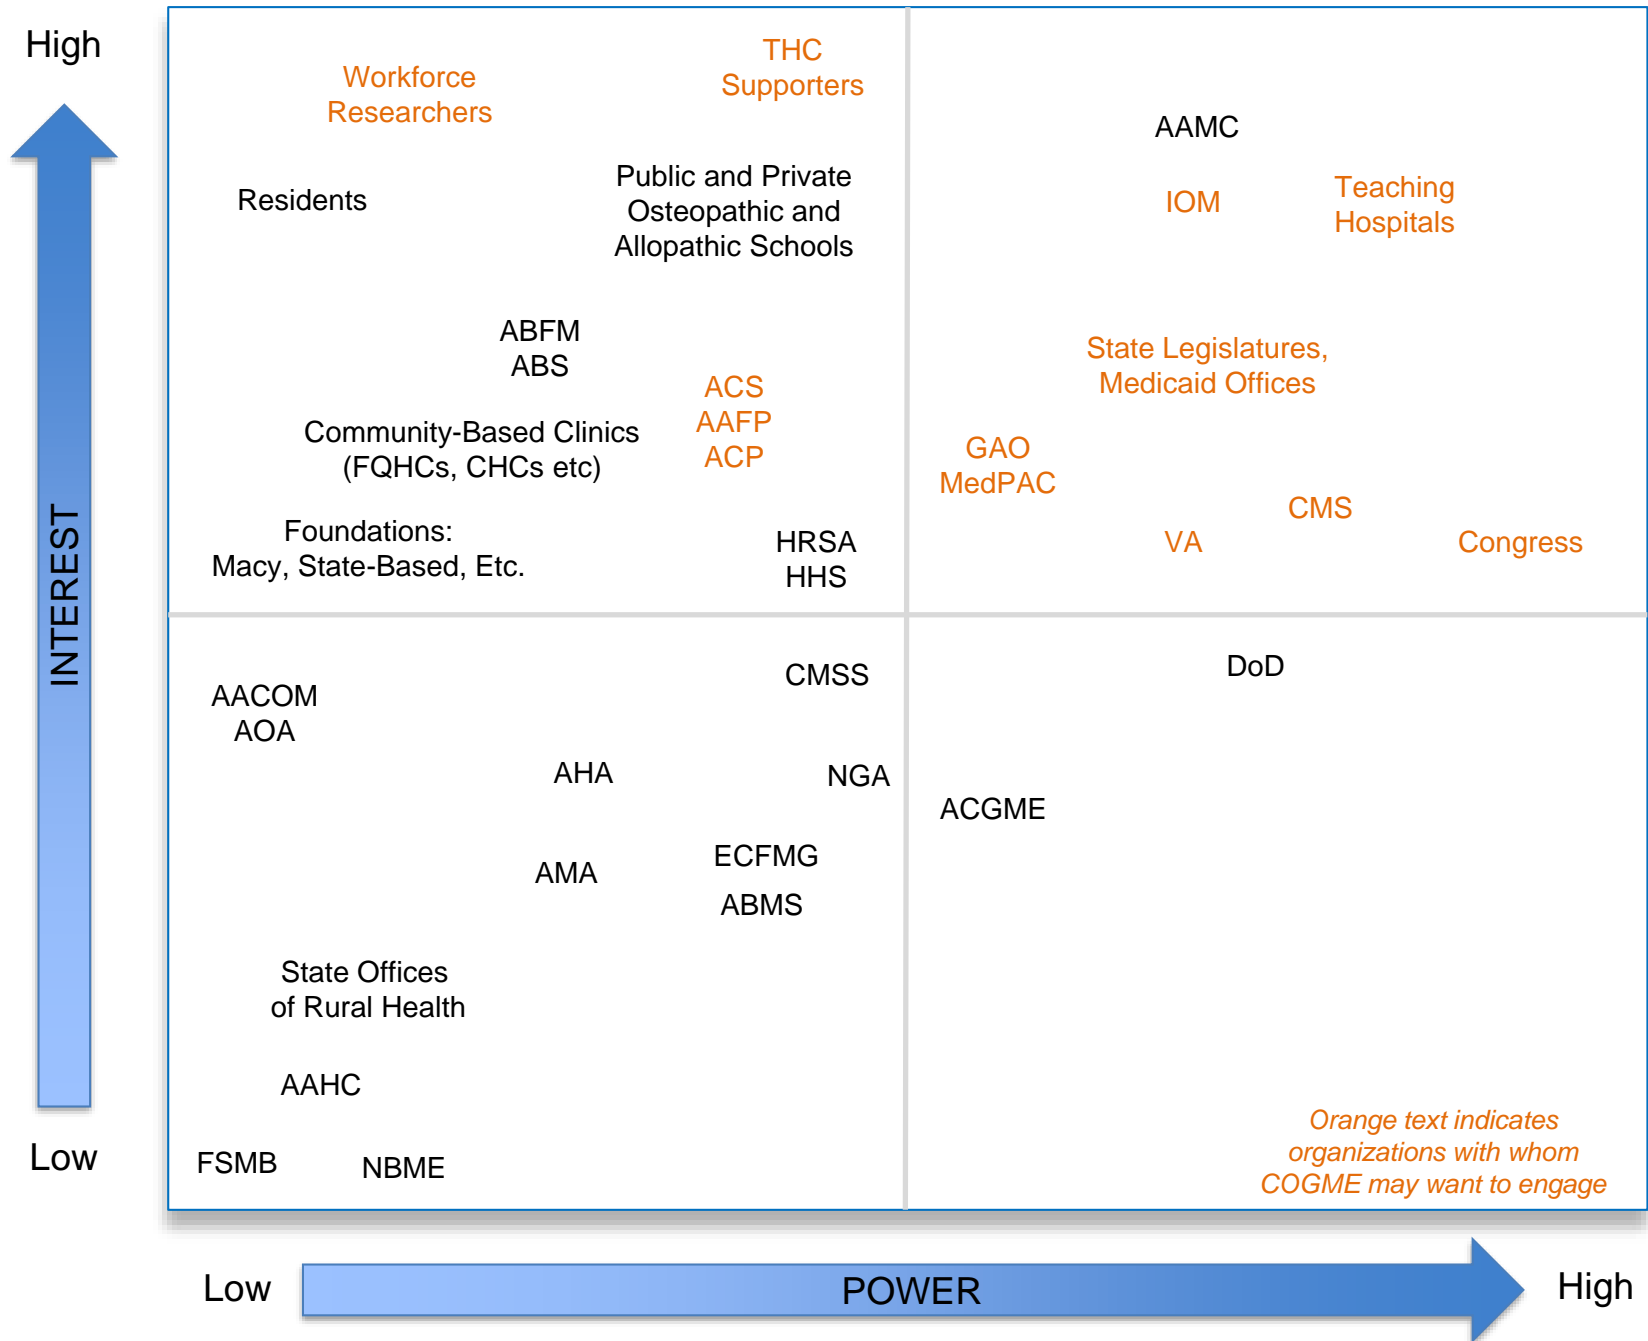 High
INTEREST
Low
Workforce
Researchers
THC
Supporters
Residents
Public and Private
Osteopathic and
Allopathic Schools
ABFM
ABS
ACS
AAFP
ACP
Community-Based Clinics
(FQHCs, CHCs etc)
Foundations:
Macy, State-Based, Etc.
HRSA
HHS
AAMC
IOM
Teaching
Hospitals
State Legislatures,
Medicaid Offices
GAO
MedPAC
CMS
VA
Congress
CMSS
AACOM
AOA
AHA
NGA
AMA
ECFMG
ABMS
State Offices
of Rural Health
AAHC
FSMB
NBME
DoD
ACGME
Orange text indicates
organizations with whom
COGME may want to engage
Low
POWER
High